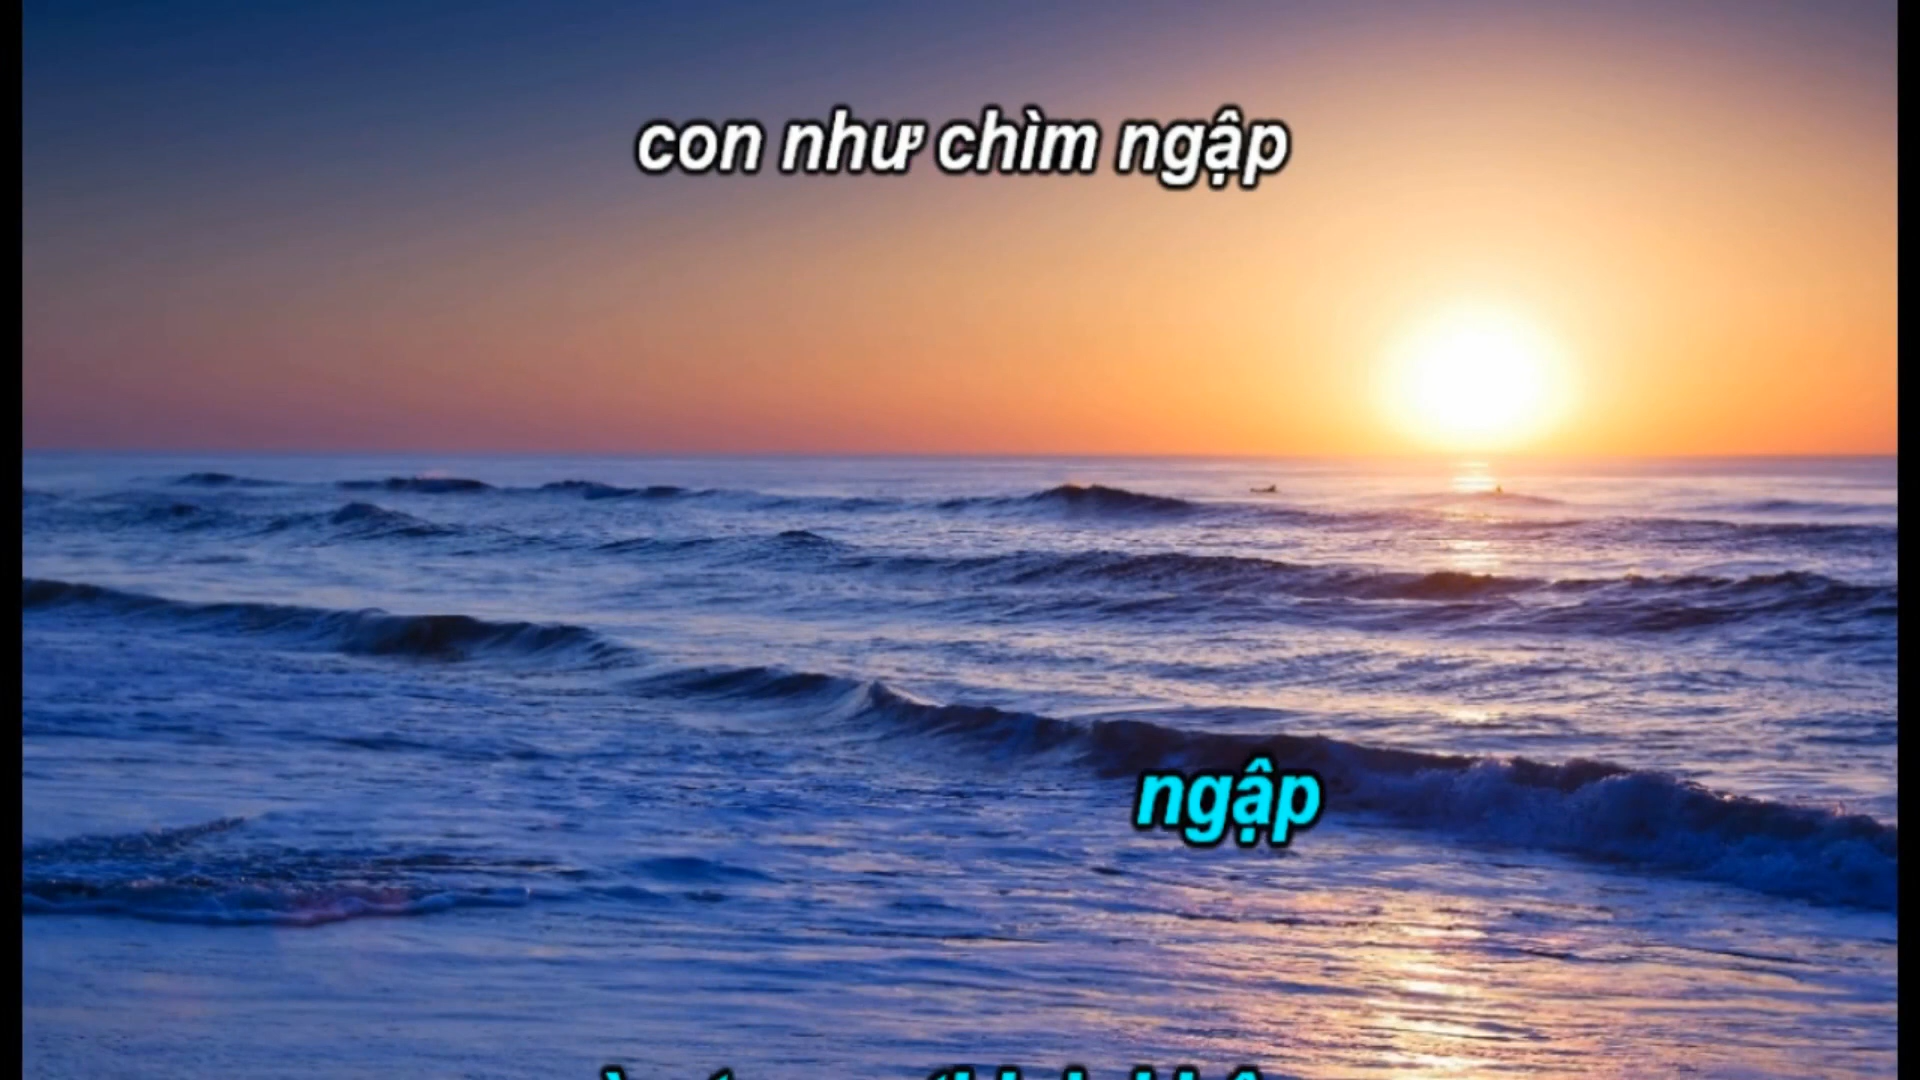 con như chìm ngập
ngập